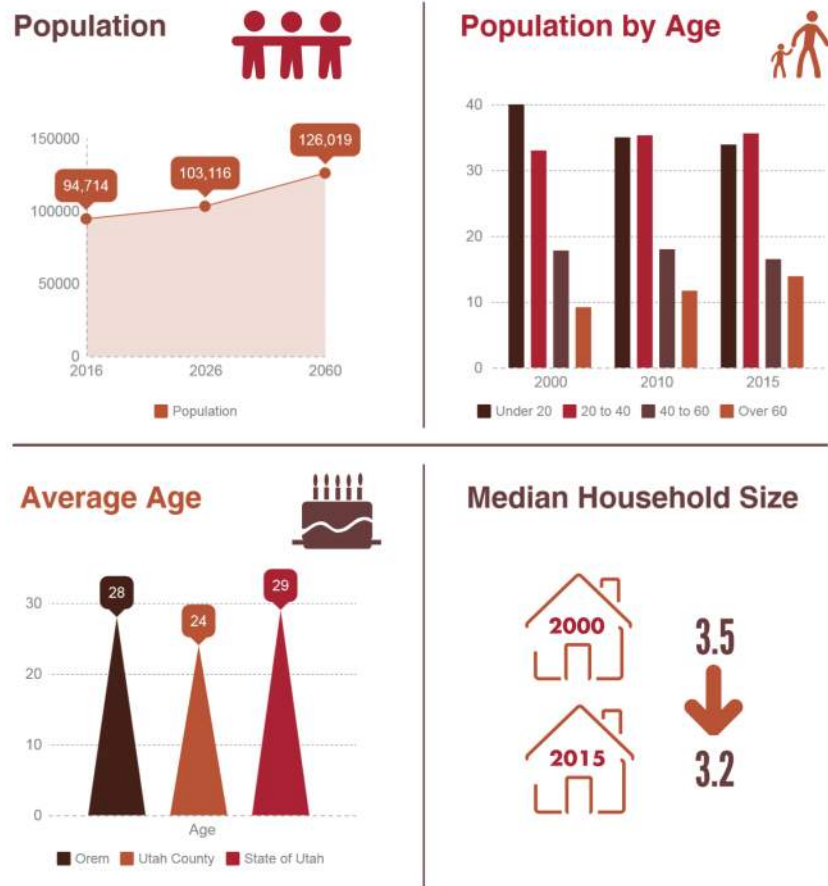 Population
150000
100000
50000
0
94,714
103,116
126,019
2016 2026 2060
Population
Population by Age
40
30
20
10
0
2000 2010 2015
Under 20 20 to 40 40 to 60 Over 60
Average Age
30
20
10
0
28
24
29
Age
Orem Utah County State of Utah
Median Household Size
2000
3.5
2015
3.2